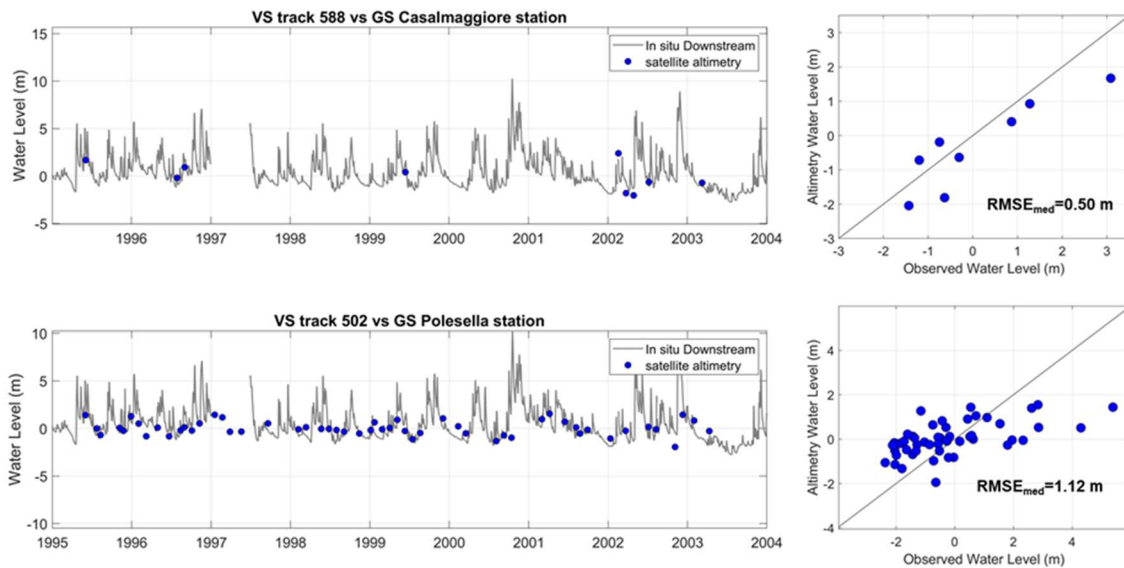 VS track 588 vs GS Casalmaggiore station
Water Level (m)
15
10
5
0
-5
In situ Downstream
satellite altimetry
1996 1997 1998 1999 2000 2001 2002 2003 2004
Altimetry Water Level (m)
3
2
1
0
-1
-2
-3
RMSEmed=0.50 m
-3 -2 -1 0 1 2 3
Observed Water Level (m)
VS track 502 vs GS Polesella station
Water Level (m)
10
5
0
-5
-10
In situ Downstream
satellite altimetry
1995 1996 1997 1998 1999 2000 2001 2002 2003 2004
Altimetry Water Level (m)
4
2
0
-2
-4
RMSEmed=1.12 m
-2 0 2 4
Observed Water Level (m)